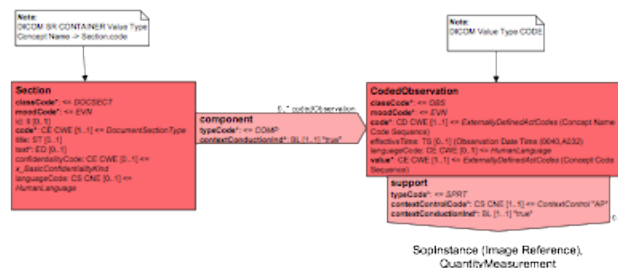 Note:
DICOM SR CONTAINER Value Type
Concept Name -> Section.code
Note:
DICOM Value Type CODE
Section
classCode*: <= DOCSECT
moodCode*: <= EVN
id: II [0..1]
code*: CE CWE [1..1] <= DocumentSectionType
title: ST [0..1]
text*: ED [0..1]
confidentialityCode: CE CWE [0..1] <=
x_BasicConfidentialityKind
languageCode: CS CNE [0..1] <=
HumanLanguage
0..* codedObservation
component
typeCode*: <= COMP
contextConductionInd*: BL [1..1] "true"
CodedObservation
classCode*: <= OBS
moodCode*: <= EVN
code*: CD CWE [1..1] <= ExternallyDefinedActCodes (Concept Name
Code Sequence)
effectiveTime: TS [0..1] (Observation Date Time (0040,A032)
languageCode: CE CWE [0..1] <= HumanLanguage
value*: CE CWE [1..1] <= ExternallyDefinedActCodes (Concept Code
Sequence)
support
typeCode*: <= SPRT
contextControlCode*: CS CNE [1..1] <= ContextControl "AP"
contextConductionInd*: BL [1..1] "true"
0
SopInstance (Image Reference),
QuantityMeasurement